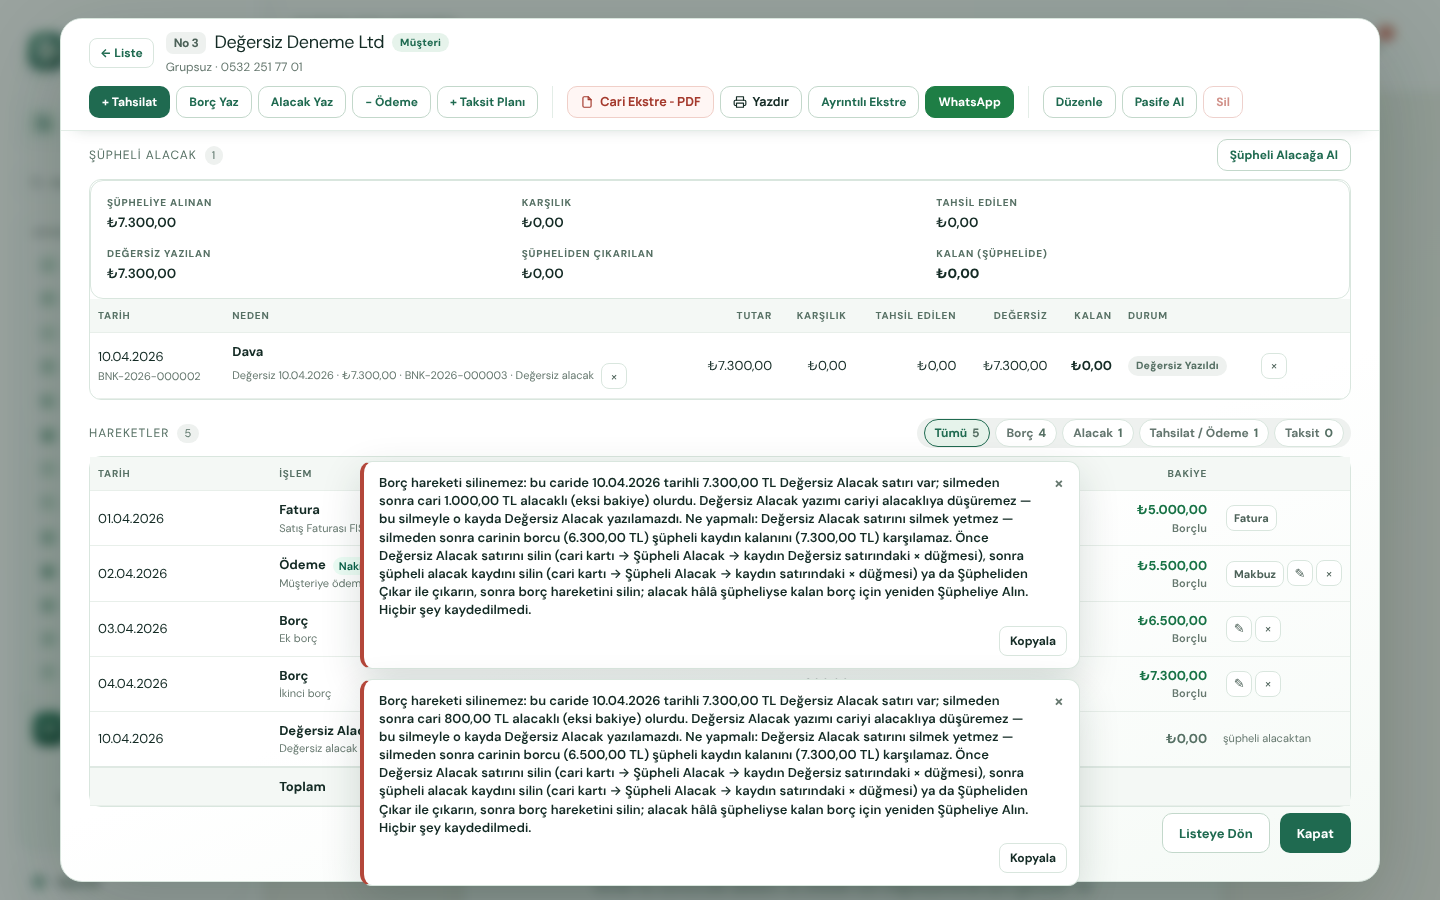 ← Liste
No 3
Değersiz Deneme Ltd
Müşteri
Grupsuz · 0532 251 77 01
+ Tahsilat
Borç Yaz
Alacak Yaz
− Ödeme
+ Taksit Planı
Cari Ekstre - PDF
Yazdır
Ayrıntılı Ekstre
WhatsApp
Düzenle
Pasife Al
Sil
ŞÜPHELİ ALACAK 1
Şüpheli Alacağa Al
ŞÜPHELİYE ALINAN
₺7.300,00
KARŞILIK
₺0,00
TAHSİL EDİLEN
₺0,00
DEĞERSİZ YAZILAN
₺7.300,00
ŞÜPHELİDEN ÇIKARILAN
₺0,00
KALAN (ŞÜPHELİDE)
₺0,00
TARİH NEDEN TUTAR KARŞILIK TAHSİL EDİLEN DEĞERSİZ KALAN DURUM
10.04.2026
BNK-2026-000002
Dava
Değersiz 10.04.2026 · ₺7.300,00 · BNK-2026-000003 · Değersiz alacak ×
₺7.300,00 ₺0,00 ₺0,00 ₺7.300,00 ₺0,00 Değersiz Yazıldı ×
HAREKETLER 5
Tümü 5
Borç 4
Alacak 1
Tahsilat / Ödeme 1
Taksit 0
TARİH İŞLEM BAKİYE
01.04.2026
Fatura
Satış Faturası
₺5.000,00
Borçlu
Fatura
02.04.2026
Ödeme
Müşteriye
₺5.500,00
Borçlu
Makbuz ✎ ×
03.04.2026
Borç
Ek borç
₺6.500,00
Borçlu
✎ ×
04.04.2026
Borç
İkinci borç
₺7.300,00
Borçlu
✎ ×
10.04.2026
Değersiz
Değersiz alacak
₺0,00
şüpheli alacaktan
Toplam
Borç hareketi silinemez: bu caride 10.04.2026 tarihli 7.300,00 TL Değersiz Alacak satırı var; silmeden
sonra cari 1.000,00 TL alacaklı (eksi bakiye) olurdu. Değersiz Alacak yazımı cariyi alacaklıya düşüremez —
bu silmeyle o kayda Değersiz Alacak yazılamazdı. Ne yapmalı: Değersiz Alacak satırını silmek yetmez —
silmeden sonra carinin borcu (6.300,00 TL) şüpheli kaydın kalanını (7.300,00 TL) karşılamaz. Önce
Değersiz Alacak satırını silin (cari kartı → Şüpheli Alacak → kaydın Değersiz satırındaki × düğmesi), sonra
şüpheli alacak kaydını silin (cari kartı → Şüpheli Alacak → kaydın satırındaki × düğmesi) ya da Şüpheliden
Çıkar ile çıkarın, sonra borç hareketini silin; alacak hâlâ şüpheliyse kalan borç için yeniden Şüpheliye Alın.
Hiçbir şey kaydedilmedi.
×
Kopyala
Borç hareketi silinemez: bu caride 10.04.2026 tarihli 7.300,00 TL Değersiz Alacak satırı var; silmeden
sonra cari 800,00 TL alacaklı (eksi bakiye) olurdu. Değersiz Alacak yazımı cariyi alacaklıya düşüremez —
bu silmeyle o kayda Değersiz Alacak yazılamazdı. Ne yapmalı: Değersiz Alacak satırını silmek yetmez —
silmeden sonra carinin borcu (6.500,00 TL) şüpheli kaydın kalanını (7.300,00 TL) karşılamaz. Önce
Değersiz Alacak satırını silin (cari kartı → Şüpheli Alacak → kaydın Değersiz satırındaki × düğmesi), sonra
şüpheli alacak kaydını silin (cari kartı → Şüpheli Alacak → kaydın satırındaki × düğmesi) ya da Şüpheliden
Çıkar ile çıkarın, sonra borç hareketini silin; alacak hâlâ şüpheliyse kalan borç için yeniden Şüpheliye Alın.
Hiçbir şey kaydedilmedi.
×
Kopyala
Listeye Dön
Kapat